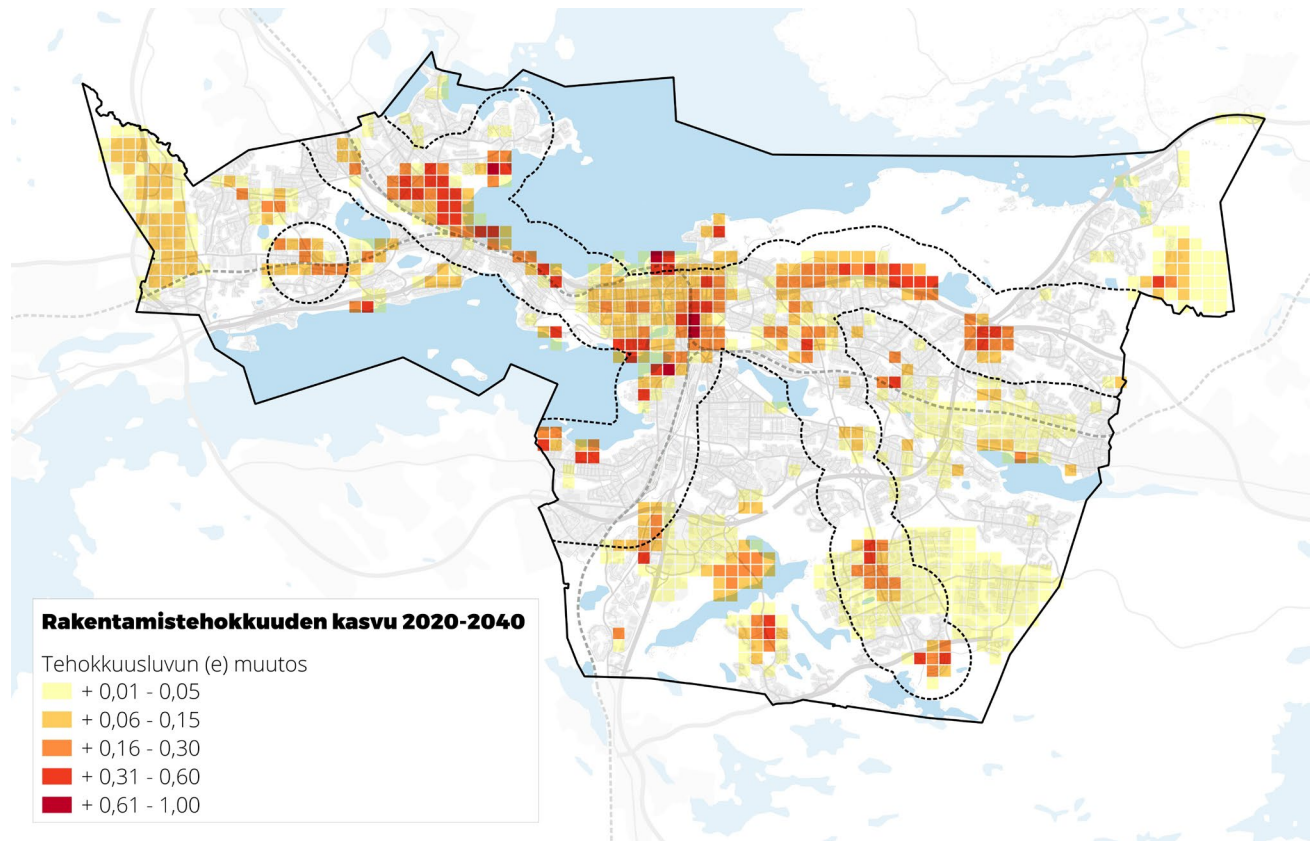 Rakentamistehokkuuden kasvu 2020-2040
Tehokkuusluvun (e) muutos
+ 0,01 - 0,05
+ 0,06 - 0,15
+ 0,16 - 0,30
+ 0,31 - 0,60
+ 0,61 - 1,00